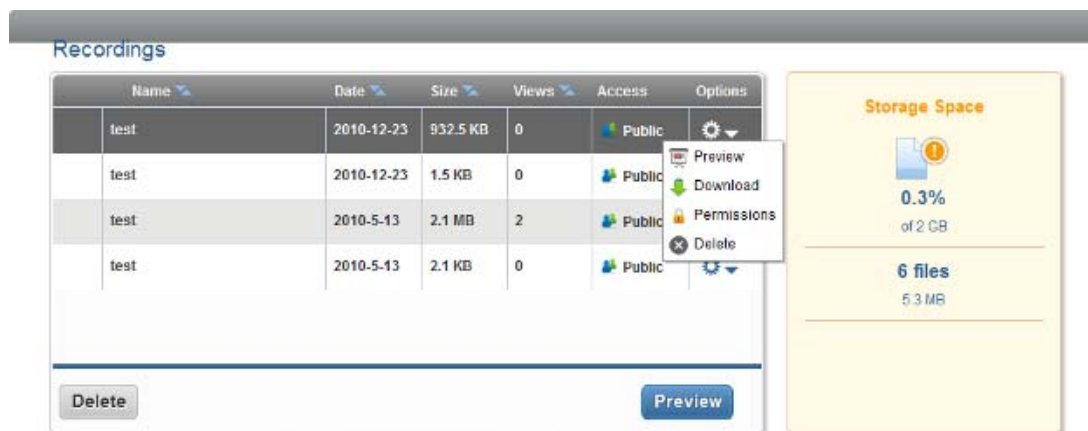 Recordings
Name Date Size Views Access Options
test 2010-12-23 932.5 KB 0 Public
test 2010-12-23 1.5 KB 0 Public
test 2010-5-13 2.1 MB 2 Public
test 2010-5-13 2.1 KB 0 Public
Preview
Download
Permissions
Delete
Delete
Preview
Storage Space
0.3%
of 2 GB
6 files
5.3 MB